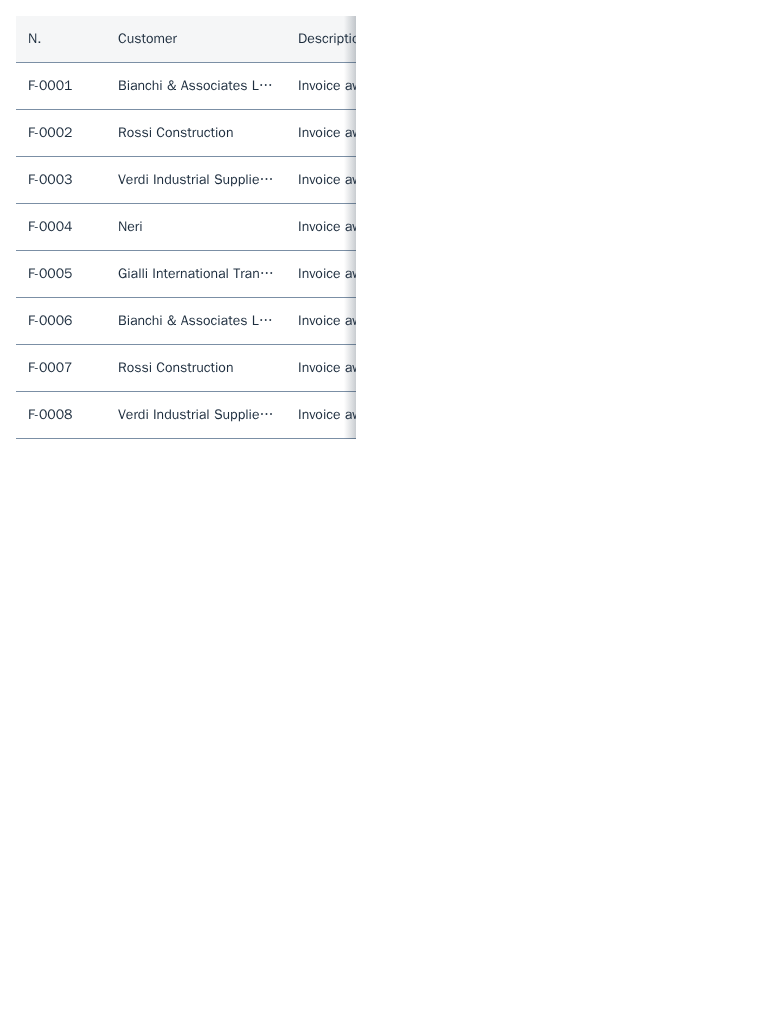 N. Customer
F-0001 Bianchi & Associates L··· Invoice
F-0002 Rossi Construction Invoice
F-0003 Verdi Industrial Supplie··· Invoice
F-0004 Neri Invoice
F-0005 Gialli International Tran··· Invoice
F-0006 Bianchi & Associates L··· Invoice
F-0007 Rossi Construction Invoice
F-0008 Verdi Industrial Supplie··· Invoice